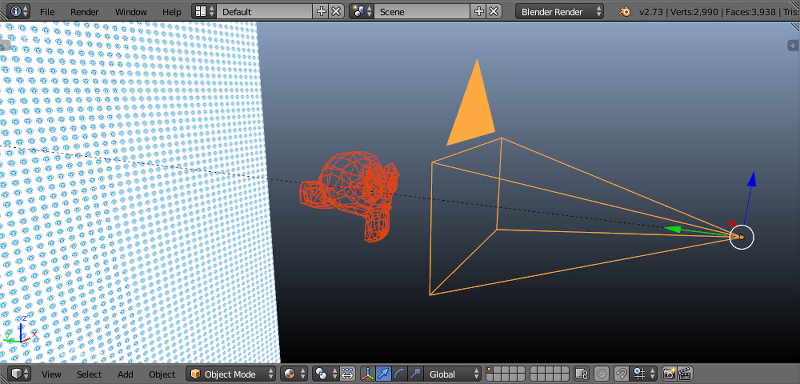 File Render Window Help Default Scene Blender Render v2.73 | Verts:2,990 | Faces:3,938 | Tris
z
y x
View Select Add Object Object Mode Global